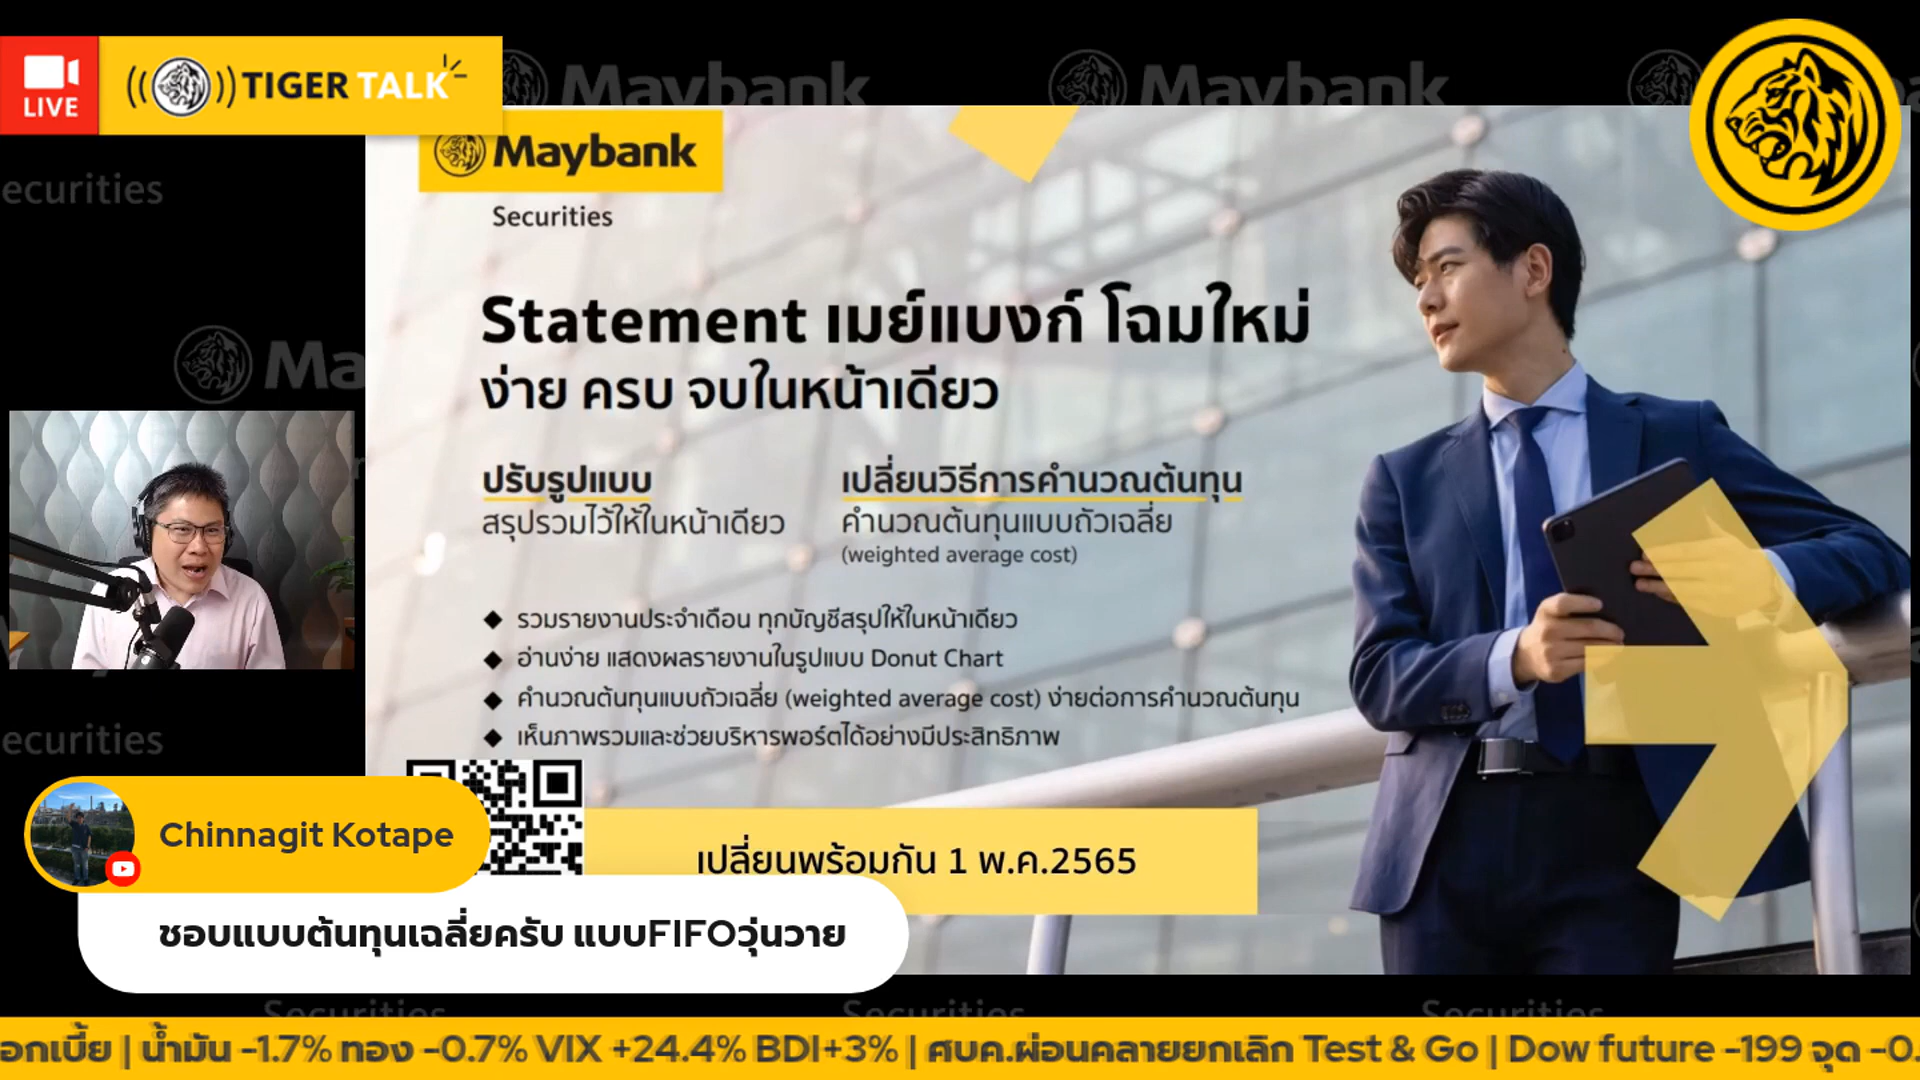 LIVE
TIGER TALK
Maybank
Maybank
Maybank
Securities
ecurities
Statement เมย์แบงก์ โฉมใหม่
ง่าย ครบ จบในหน้าเดียว
Ma
ปรับรูปแบบ
สรุปรวมไว้ให้ในหน้าเดียว
เปลี่ยนวิธีการคำนวณต้นทุน
คำนวณต้นทุนแบบถัวเฉลี่ย
(weighted average cost)
◆ รวมรายงานประจำเดือน ทุกบัญชีสรุปให้ในหน้าเดียว
◆ อ่านง่าย แสดงผลรายงานในรูปแบบ Donut Chart
◆ คำนวณต้นทุนแบบถัวเฉลี่ย (weighted average cost) ง่ายต่อการคำนวณต้นทุน
◆ เห็นภาพรวมและช่วยบริหารพอร์ตได้อย่างมีประสิทธิภาพ
ecurities
เปลี่ยนพร้อมกัน 1 พ.ค.2565
Chinnagit Kotape
ชอบแบบต้นทุนเฉลี่ยครับ แบบFIFOวุ่นวาย
Securities
Securities
Securities
อกเบี้ย | น้ำมัน -1.7% ทอง -0.7% VIX +24.4% BDI+3% | ศบค.ผ่อนคลายยกเลิก Test & Go | Dow future -199 จุด -0.